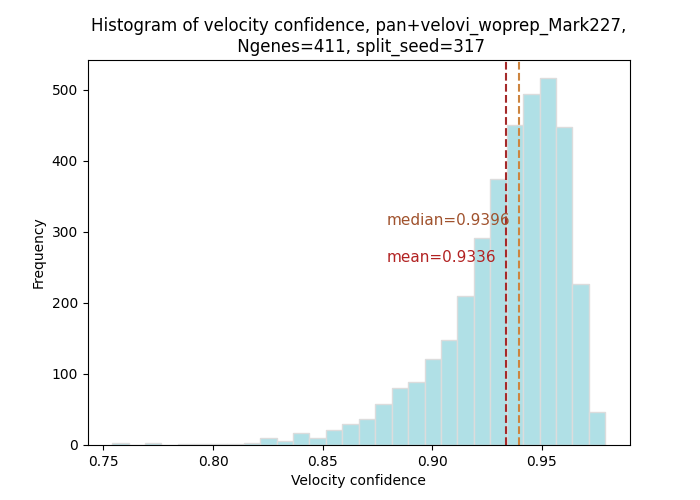 Histogram of velocity confidence, pan+velovi_woprep_Mark227,
Ngenes=411, split_seed=317
500
400
300
200
100
0
Frequency
median=0.9396
mean=0.9336
0.75 0.80 0.85 0.90 0.95
Velocity confidence